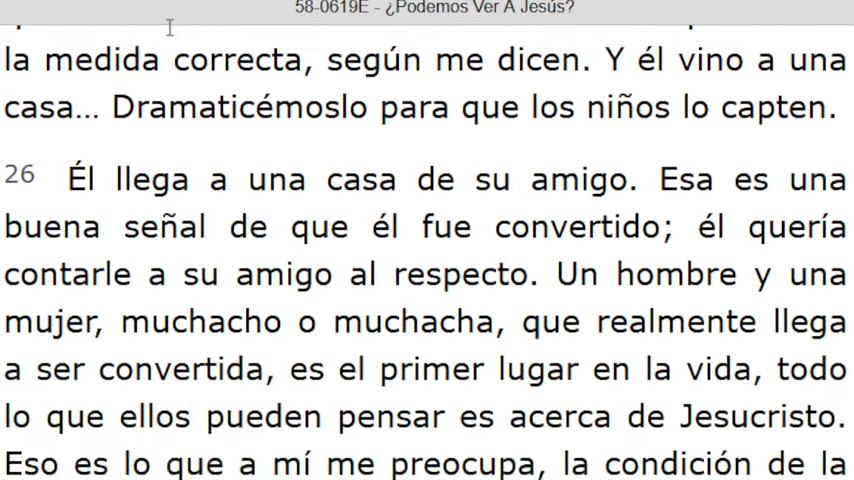 58-0619E - ¿Podemos Ver A Jesús?
la medida correcta, según me dicen. Y él vino a una
casa... Dramaticémoslo para que los niños lo capten.
26 Él llega a una casa de su amigo. Esa es una
buena señal de que él fue convertido; él quería
contarle a su amigo al respecto. Un hombre y una
mujer, muchacho o muchacha, que realmente llega
a ser convertida, es el primer lugar en la vida, todo
lo que ellos pueden pensar es acerca de Jesucristo.
Eso es lo que a mí me preocupa, la condición de la